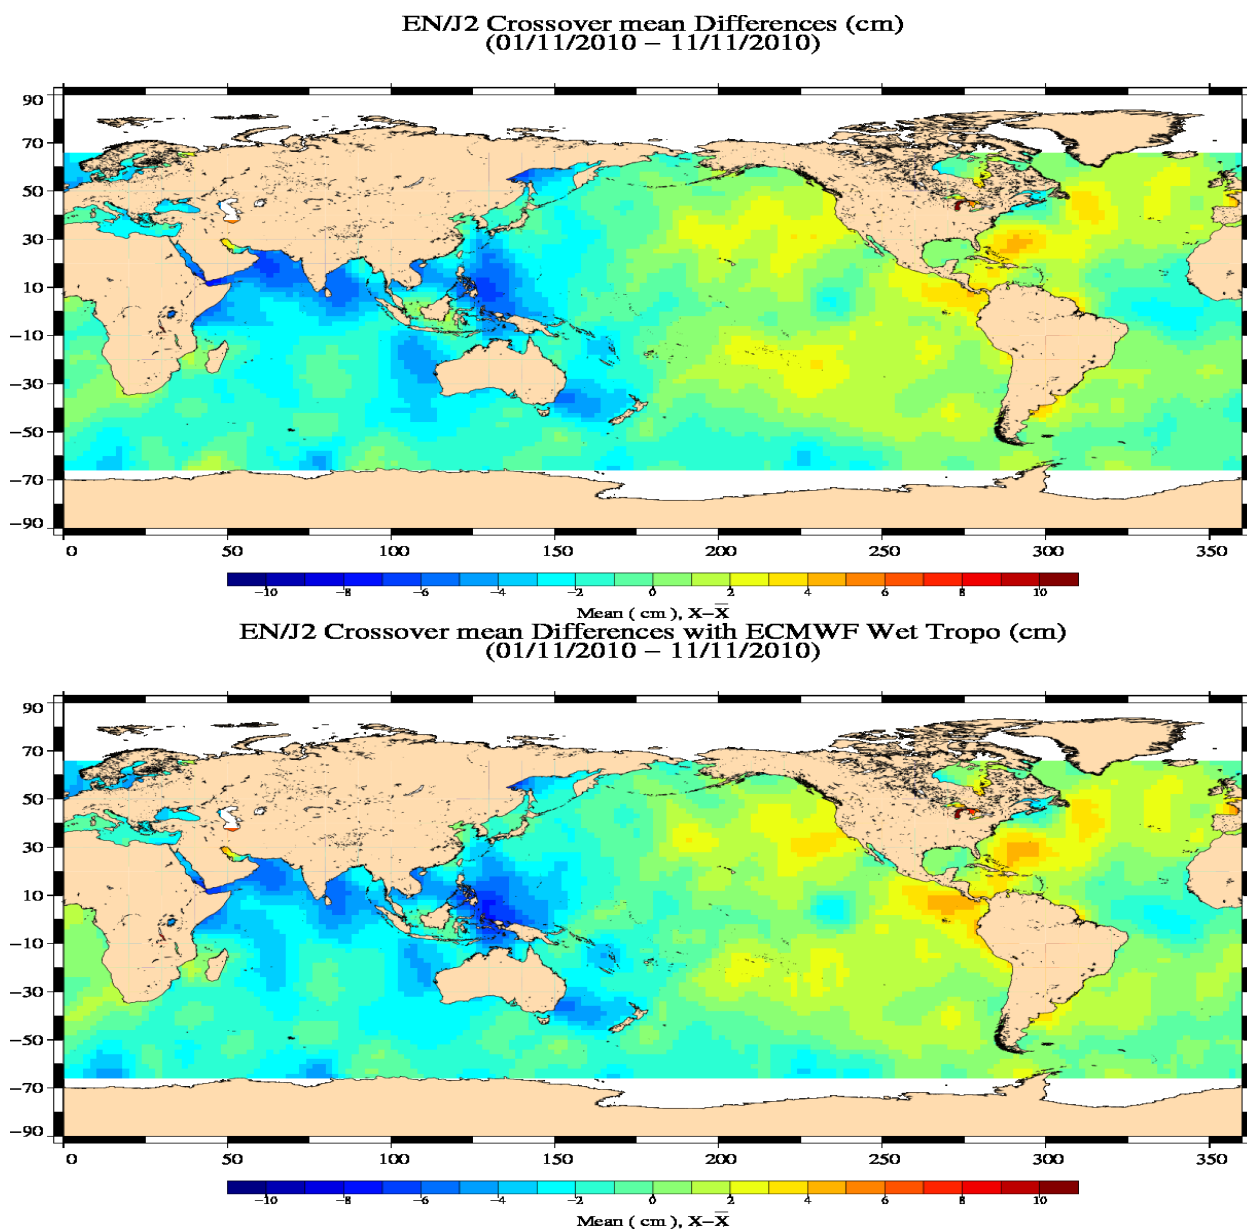 EN/J2 Crossover mean Differences (cm)
(01/11/2010 – 11/11/2010)
90
70
50
30
10
−10
−30
−50
−70
−90
0 50 100 150 200 250 300 350
−10 −8 −6 −4 −2 0 2 4 6 8 10
Mean ( cm ), X−X̅
EN/J2 Crossover mean Differences with ECMWF Wet Tropo (cm)
(01/11/2010 – 11/11/2010)
90
70
50
30
10
−10
−30
−50
−70
−90
0 50 100 150 200 250 300 350
−10 −8 −6 −4 −2 0 2 4 6 8 10
Mean ( cm ), X−X̅